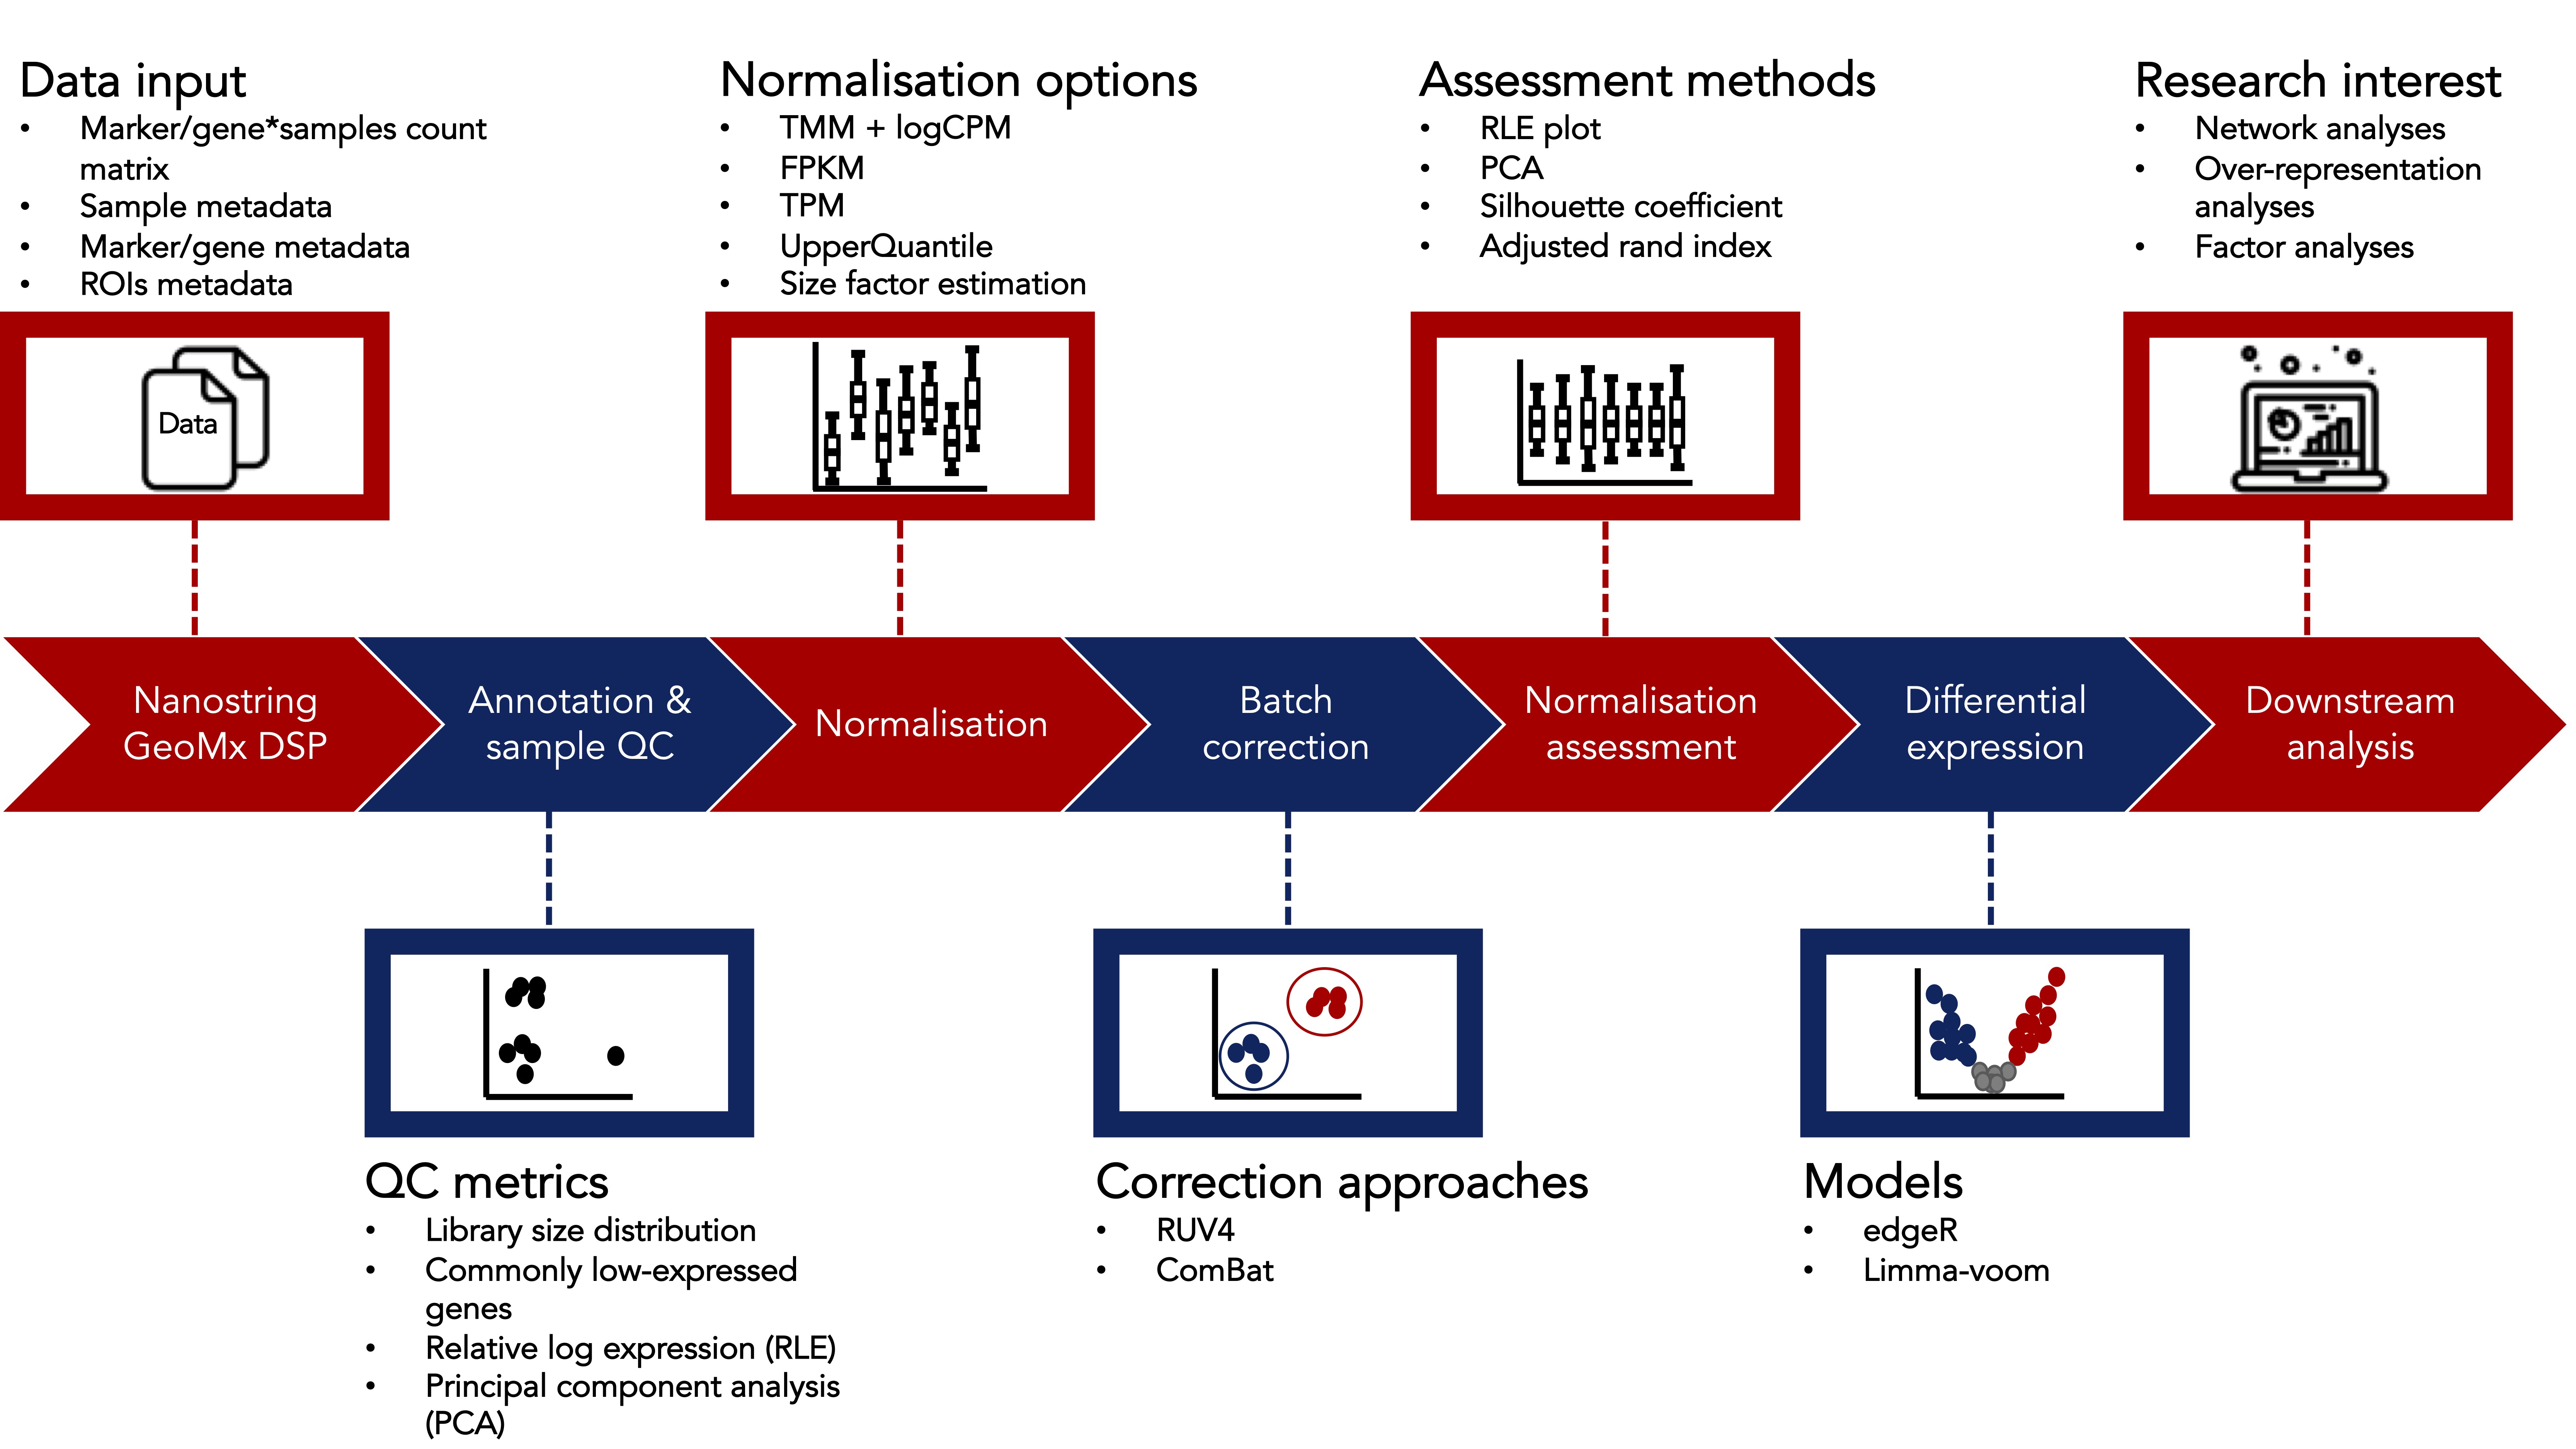 Data input
• Marker/gene*samples count
matrix
• Sample metadata
• Marker/gene metadata
• ROIs metadata
Normalisation options
• TMM + logCPM
• FPKM
• TPM
• UpperQuantile
• Size factor estimation
Assessment methods
• RLE plot
• PCA
• Silhouette coefficient
• Adjusted rand index
Research interest
• Network analyses
• Over-representation
analyses
• Factor analyses
Data
Nanostring
GeoMx DSP
Annotation &
sample QC
Normalisation
Batch
correction
Normalisation
assessment
Differential
expression
Downstream
analysis
QC metrics
• Library size distribution
• Commonly low-expressed
genes
• Relative log expression (RLE)
• Principal component analysis
(PCA)
Correction approaches
• RUV4
• ComBat
Models
• edgeR
• Limma-voom